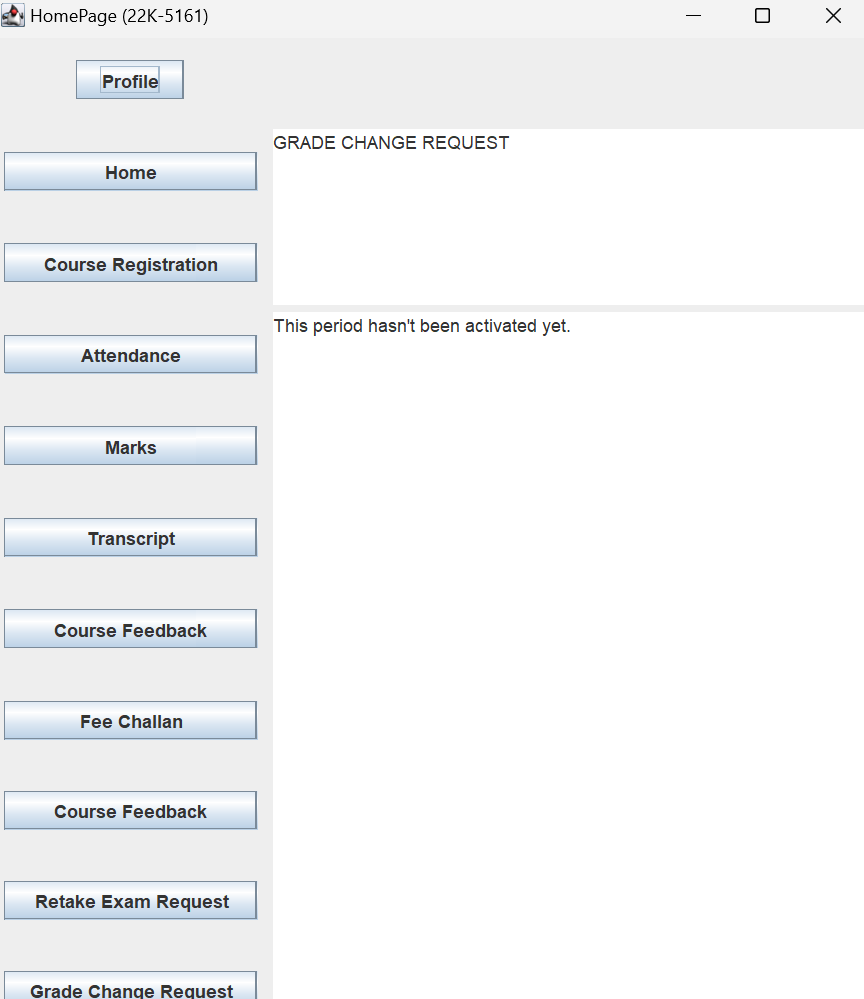 HomePage (22K-5161)
Profile
Home
Course Registration
Attendance
Marks
Transcript
Course Feedback
Fee Challan
Course Feedback
Retake Exam Request
Grade Change Request
GRADE CHANGE REQUEST
This period hasn't been activated yet.